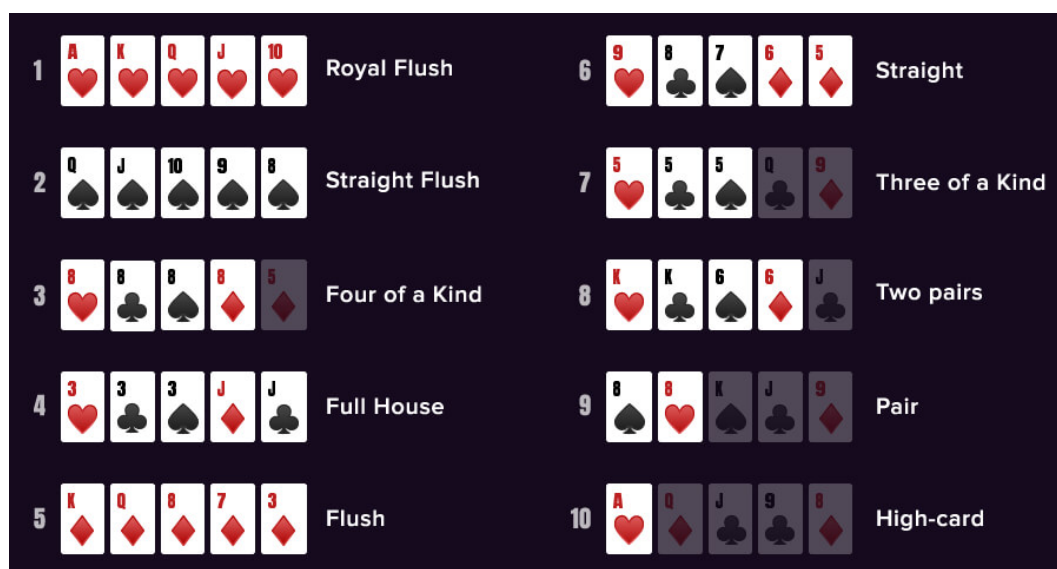 1 A K Q J 10 Royal Flush
2 Q J 10 9 8 Straight Flush
3 8 8 8 8 5 Four of a Kind
4 3 3 3 J J Full House
5 K Q 8 7 3 Flush
6 9 8 7 6 5 Straight
7 5 5 5 Q 9 Three of a Kind
8 K K 6 6 J Two pairs
9 8 8 K J 9 Pair
10 A Q J 9 8 High-card